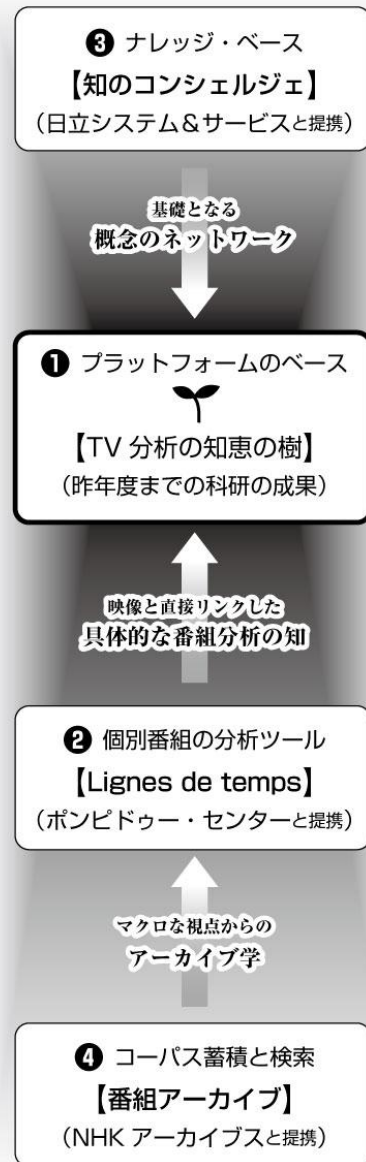 ❸ ナレッジ・ベース
【知のコンシェルジェ】
（日立システム＆サービスと提携）
基礎となる
概念のネットワーク
❶ プラットフォームのベース
【TV 分析の知恵の樹】
（昨年度までの科研の成果）
映像と直接リンクした
具体的な番組分析の知
❷ 個別番組の分析ツール
【Lignes de temps】
（ポンピドゥー・センターと提携）
マクロな視点からの
アーカイブ学
❹ コーパス蓄積と検索
【番組アーカイブ】
（NHK アーカイブスと提携）